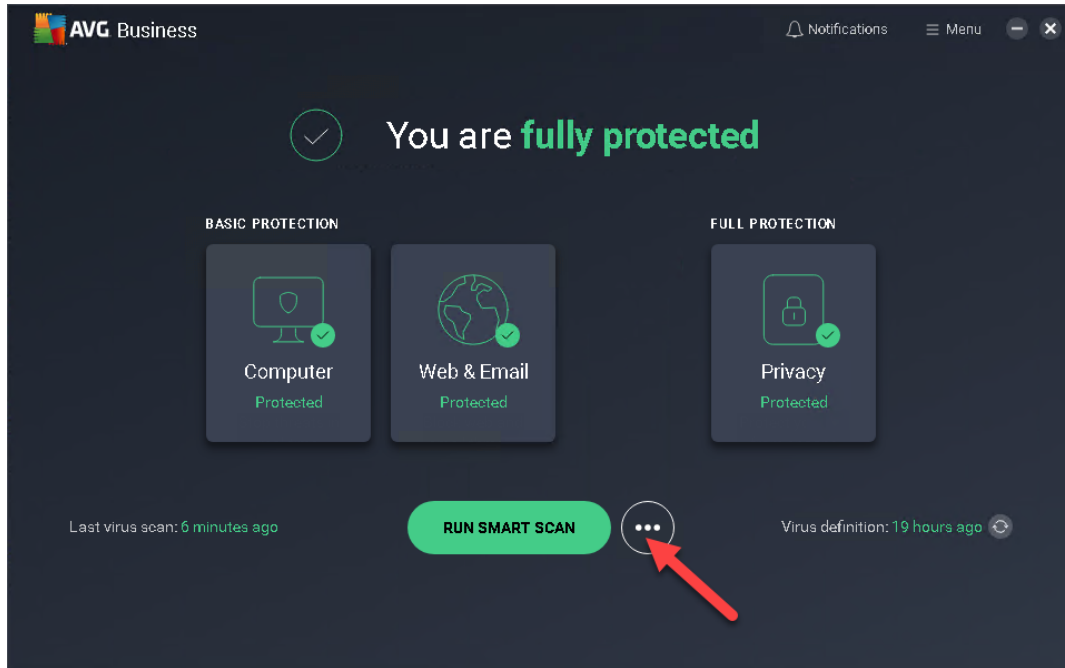 AVG Business
Notifications
Menu
You are fully protected
BASIC PROTECTION
FULL PROTECTION
Computer
Protected
Web & Email
Protected
Privacy
Protected
Last virus scan: 6 minutes ago
RUN SMART SCAN
Virus definition: 19 hours ago